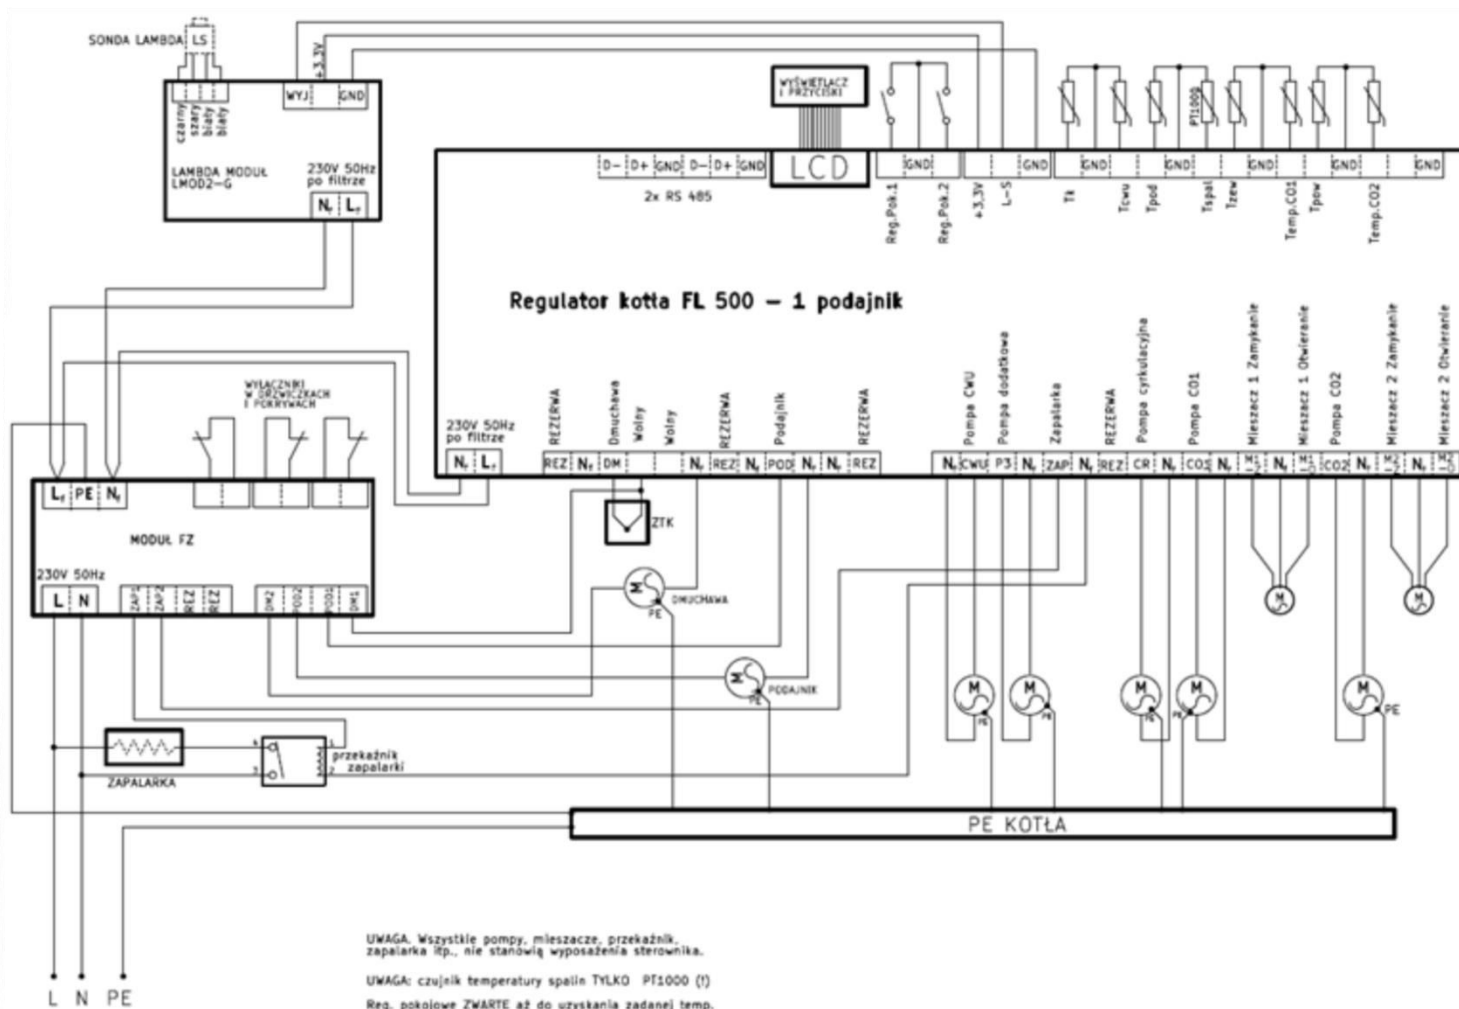 SONDA LAMBDA
LS
czarny
szary
biały
biały
WYJ
+3,3V
GND
LAMBDA MODUŁ
LMOD2-G
230V 50Hz
po filtrze
Nf Lf
WYŚWIETLACZ
I PRZYCISKI
LCD
D- D+ GND D- D+ GND
2x RS 485
GND
GND
GND
GND
GND
GND
GND
GND
Reg.Pok.1
Reg.Pok.2
+3,3V
L-S
Tk
Tcwu
Tpod
PT1000
Tspal
Tzew
Temp.CO1
Tpow
Temp.CO2
Regulator kotła FL 500 - 1 podajnik
WYŁĄCZNIKI
W DRZWICZKACH
I POKRYWACH
230V 50Hz
po filtrze
Nf Lf
REZERWA
Dmuchawa
Wolny
Wolny
REZERWA
Podajnik
REZERWA
REZ Nf DM Nf REZ Nf POD Nf Nf REZ
Pompa CWU
Pompa dodatkowa
Zapalarka
REZERWA
Pompa cyrkulacyjna
Pompa CO1
Mieszacz 1 Zamykanie
Mieszacz 1 Otwieranie
Pompa CO2
Mieszacz 2 Zamykanie
Mieszacz 2 Otwieranie
Nf CWU P3 Nf ZAP Nf REZ CR Nf CO1 Nf Nf CO2 Nf Nf
Lf PE Nf
MODUŁ FZ
230V 50Hz
L N
ZAP1 ZAP2 REZ REZ
DM2 POD2 POD1 DM1
ZTK
M
DMUCHAWA
PE
M
PODAJNIK
PE
M
PE
M
PE
M
PE
M
PE
M
M
M
PE
ZAPALARKA
4
3
1
2
przekaźnik
zapalarki
PE KOTŁA
UWAGA. Wszystkie pompy, mieszacze, przekaźnik,
zapalarka itp., nie stanowią wyposażenia sterownika.
UWAGA: czujnik temperatury spalin TYLKO PT1000 (!)
Reg. pokojowe ZWARTE aż do uzyskania zadanej temp.
L N PE